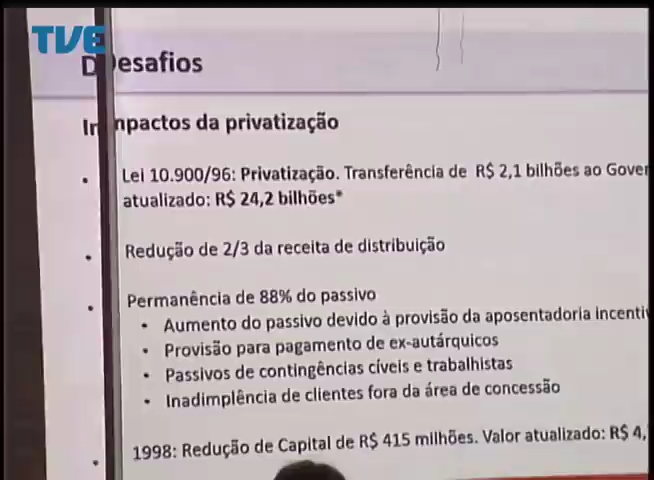 TVE
Desafios
Impactos da privatização
• Lei 10.900/96: Privatização. Transferência de R$ 2,1 bilhões ao Gover
atualizado: R$ 24,2 bilhões*
• Redução de 2/3 da receita de distribuição
• Permanência de 88% do passivo
• Aumento do passivo devido à provisão da aposentadoria incenti
• Provisão para pagamento de ex-autárquicos
• Passivos de contingências cíveis e trabalhistas
• Inadimplência de clientes fora da área de concessão
• 1998: Redução de Capital de R$ 415 milhões. Valor atualizado: R$ 4,